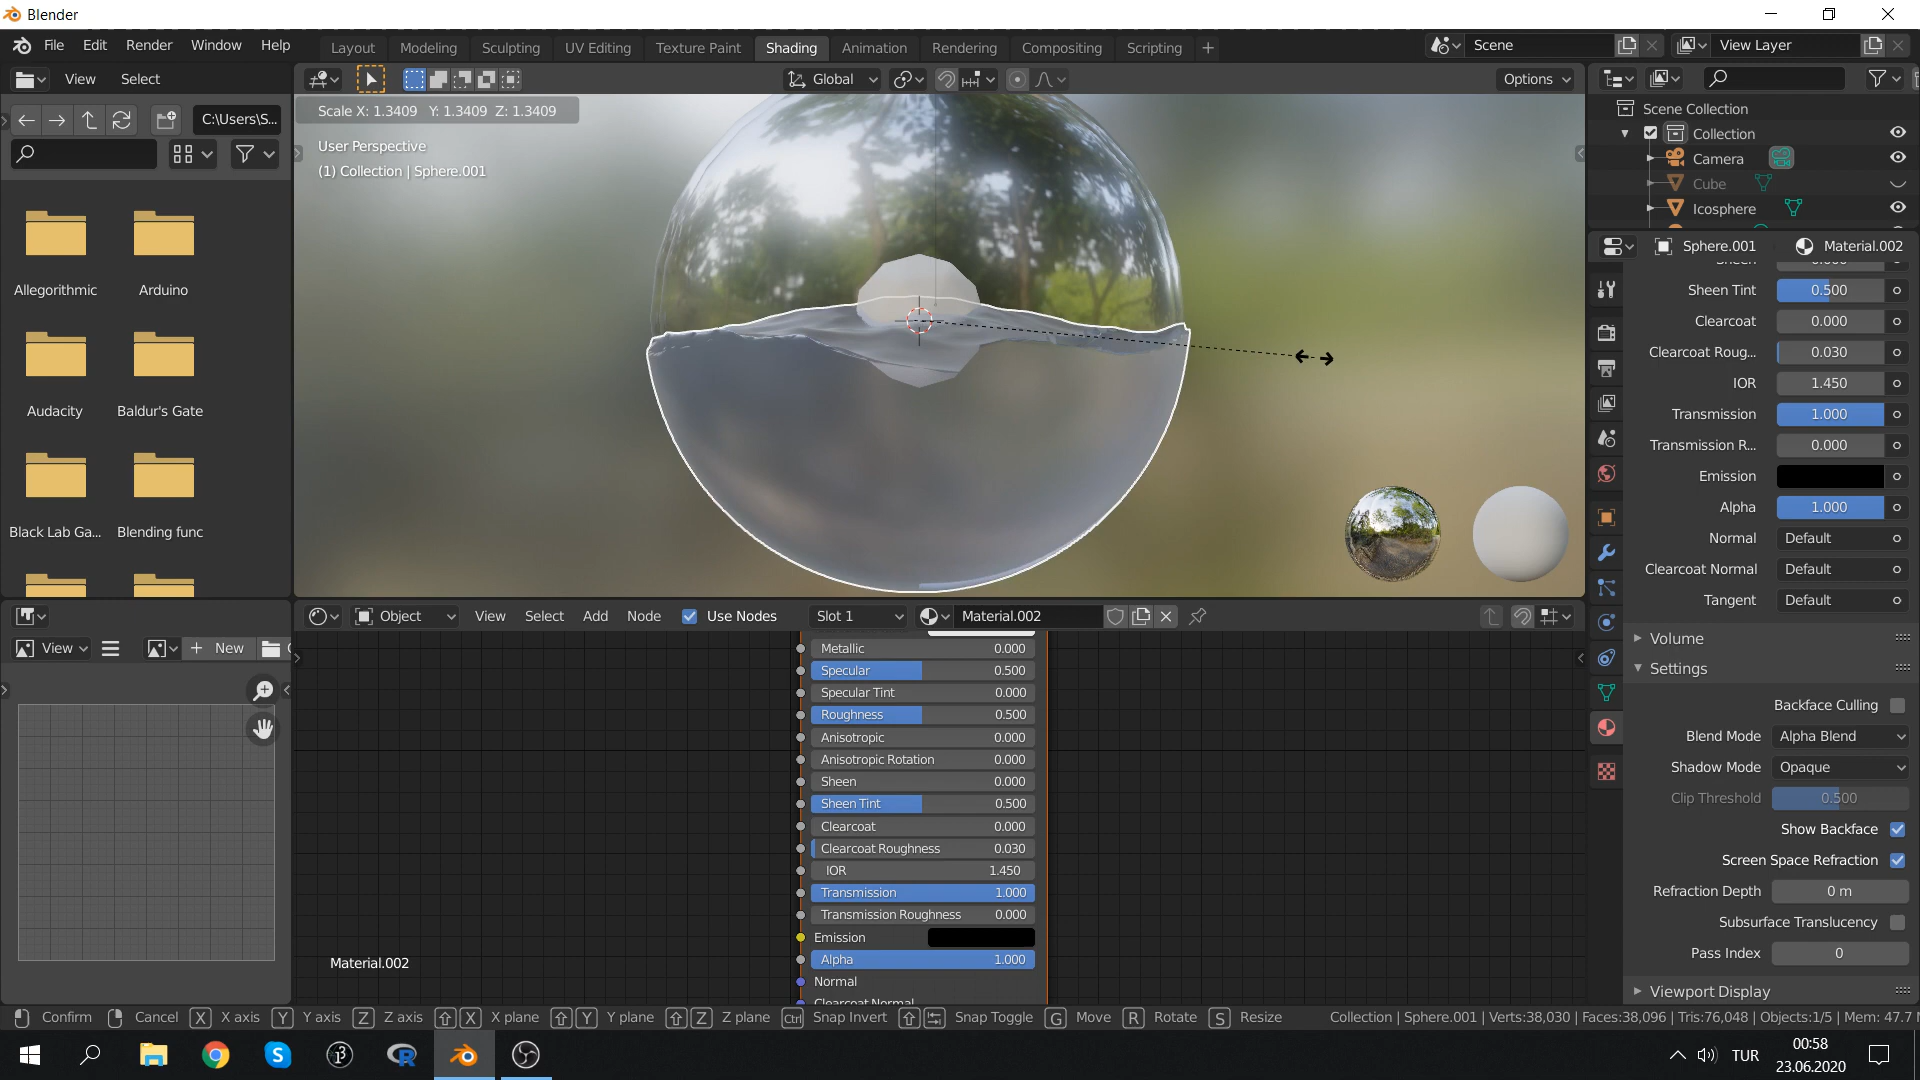 Blender
File Edit Render Window Help
Layout Modeling Sculpting UV Editing Texture Paint Shading Animation Rendering Compositing Scripting +
Scene
View Layer
View Select
Global
Options
C:\Users\S...
Scale X: 1.3409 Y: 1.3409 Z: 1.3409
User Perspective
(1) Collection | Sphere.001
Allegorithmic
Arduino
Audacity
Baldur's Gate
Black Lab Ga...
Blending func
Scene Collection
Collection
Camera
Cube
Icosphere
Sphere.001 Material.002
Sheen Tint 0.500
Clearcoat 0.000
Clearcoat Roug... 0.030
IOR 1.450
Transmission 1.000
Transmission R... 0.000
Emission
Alpha 1.000
Normal Default
Clearcoat Normal Default
Tangent Default
Volume
Settings
Backface Culling
Blend Mode Alpha Blend
Shadow Mode Opaque
Clip Threshold 0.500
Show Backface
Screen Space Refraction
Refraction Depth 0 m
Subsurface Translucency
Pass Index 0
Viewport Display
View
+ New
Object View Select Add Node Use Nodes Slot 1 Material.002
Metallic 0.000
Specular 0.500
Specular Tint 0.000
Roughness 0.500
Anisotropic 0.000
Anisotropic Rotation 0.000
Sheen 0.000
Sheen Tint 0.500
Clearcoat 0.000
Clearcoat Roughness 0.030
IOR 1.450
Transmission 1.000
Transmission Roughness 0.000
Emission
Alpha 1.000
Normal
Clearcoat Normal
Material.002
Confirm Cancel X X axis Y Y axis Z Z axis X X plane Y Y plane Z Z plane Ctrl Snap Invert Snap Toggle G Move R Rotate S Resize
Collection | Sphere.001 | Verts:38,030 | Faces:38,096 | Tris:76,048 | Objects:1/5 | Mem: 47.7
TUR
00:58
23.06.2020